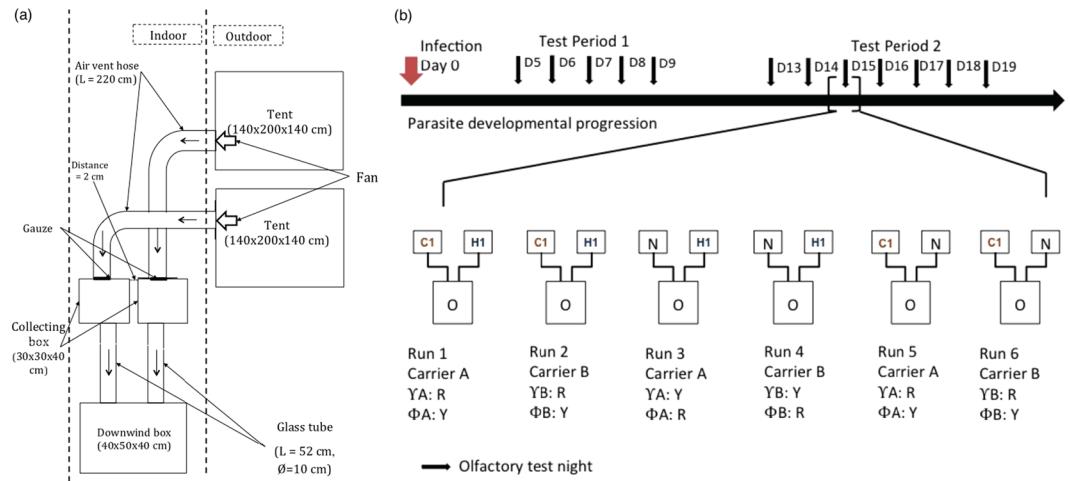 (a)
Indoor
Outdoor
Air vent hose
(L = 220 cm)
Tent
(140x200x140 cm)
Distance
= 2 cm
Fan
Gauze
Tent
(140x200x140 cm)
Collecting
box
(30x30x40
cm)
Downwind box
(40x50x40 cm)
Glass tube
(L = 52 cm,
Ø=10 cm)
(b)
Infection
Day 0
Test Period 1
D5 D6 D7 D8 D9
Test Period 2
D13 D14 D15 D16 D17 D18 D19
Parasite developmental progression
C1 H1 C1 H1 N H1 N H1 C1 N C1 N
O O O O O O
Run 1
Carrier A
ϒA: R
ΦA: Y
Run 2
Carrier B
ϒB: R
ΦB: Y
Run 3
Carrier A
ϒA: Y
ΦA: R
Run 4
Carrier B
ϒB: Y
ΦB: R
Run 5
Carrier A
ϒA: R
ΦA: Y
Run 6
Carrier B
ϒB: R
ΦB: Y
Olfactory test night